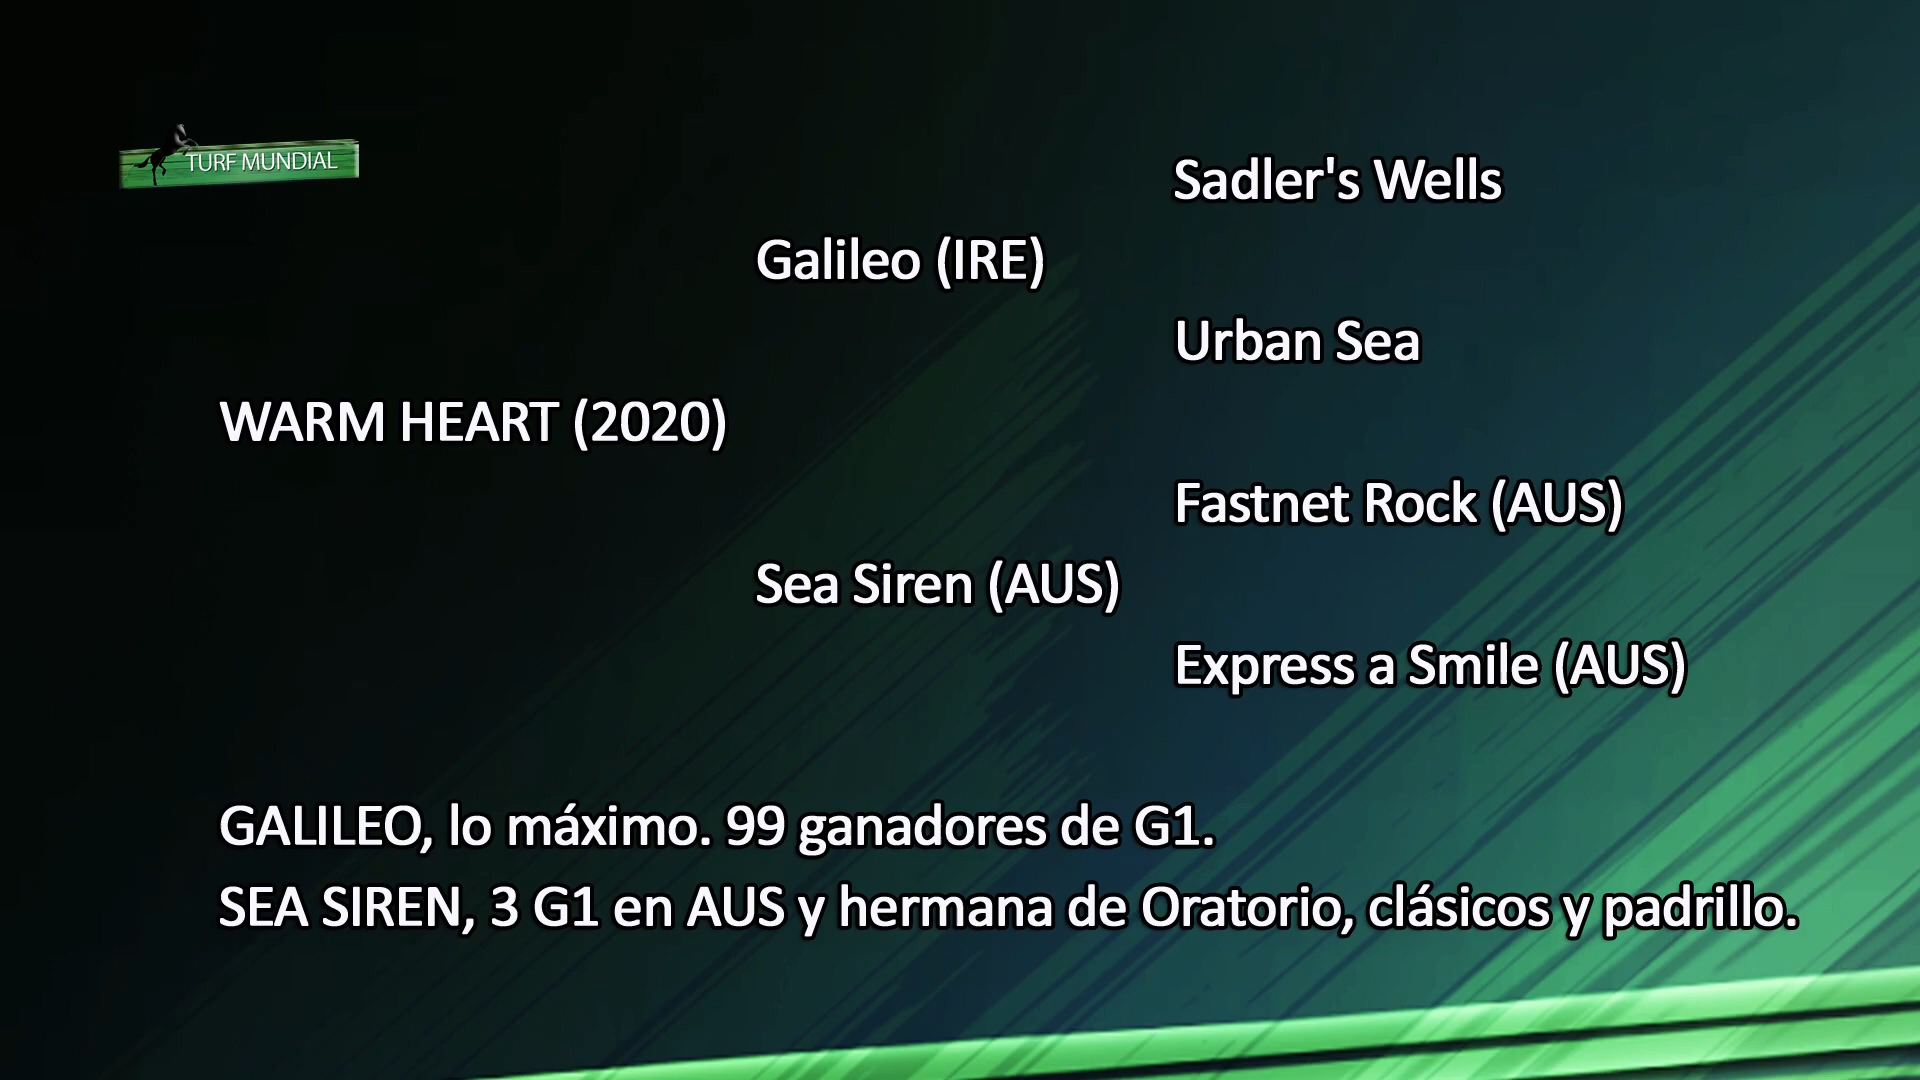 TURF MUNDIAL
Sadler's Wells
Galileo (IRE)
Urban Sea
WARM HEART (2020)
Fastnet Rock (AUS)
Sea Siren (AUS)
Express a Smile (AUS)
GALILEO, lo máximo. 99 ganadores de G1.
SEA SIREN, 3 G1 en AUS y hermana de Oratorio, clásicos y padrillo.